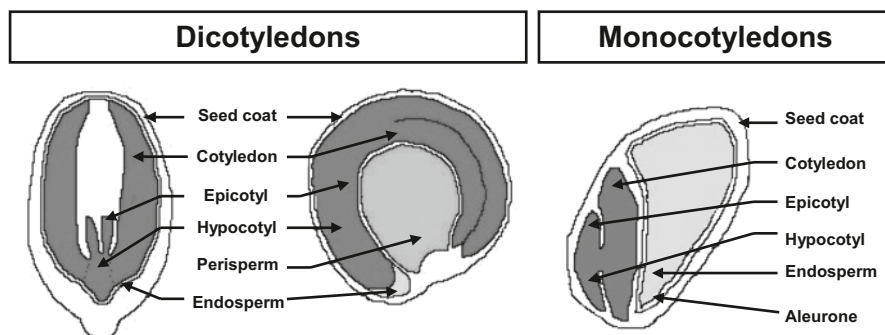 Dicotyledons
Monocotyledons
Seed coat
Cotyledon
Epicotyl
Hypocotyl
Perisperm
Endosperm
Seed coat
Cotyledon
Epicotyl
Hypocotyl
Endosperm
Aleurone